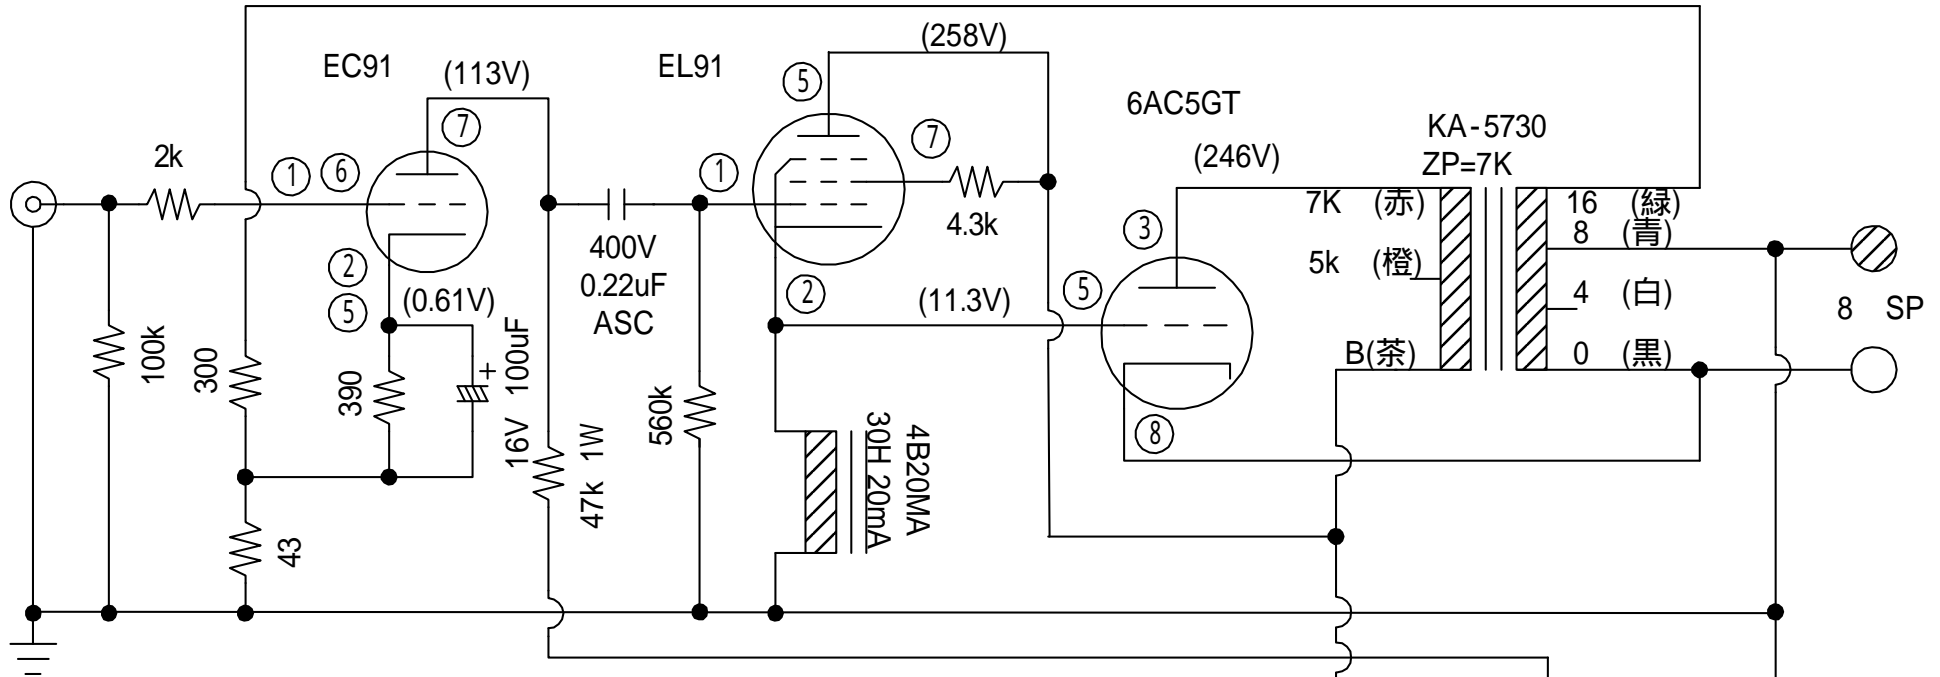 (258V)
EC91
(113V)
EL91
5
6AC5GT
7
KA-5730
ZP=7K
2k
1
6
1
7
(246V)
7K (赤)
16 (緑)
8 (青)
4.3k
3
400V
0.22uF
ASC
2
5
(0.61V)
2
(11.3V)
5
5k (橙)
4 (白)
8 SP
B(茶)
0 (黒)
100k
300
390
+
16V 100uF
47k 1W
560k
4B20MA
30H 20mA
8
43